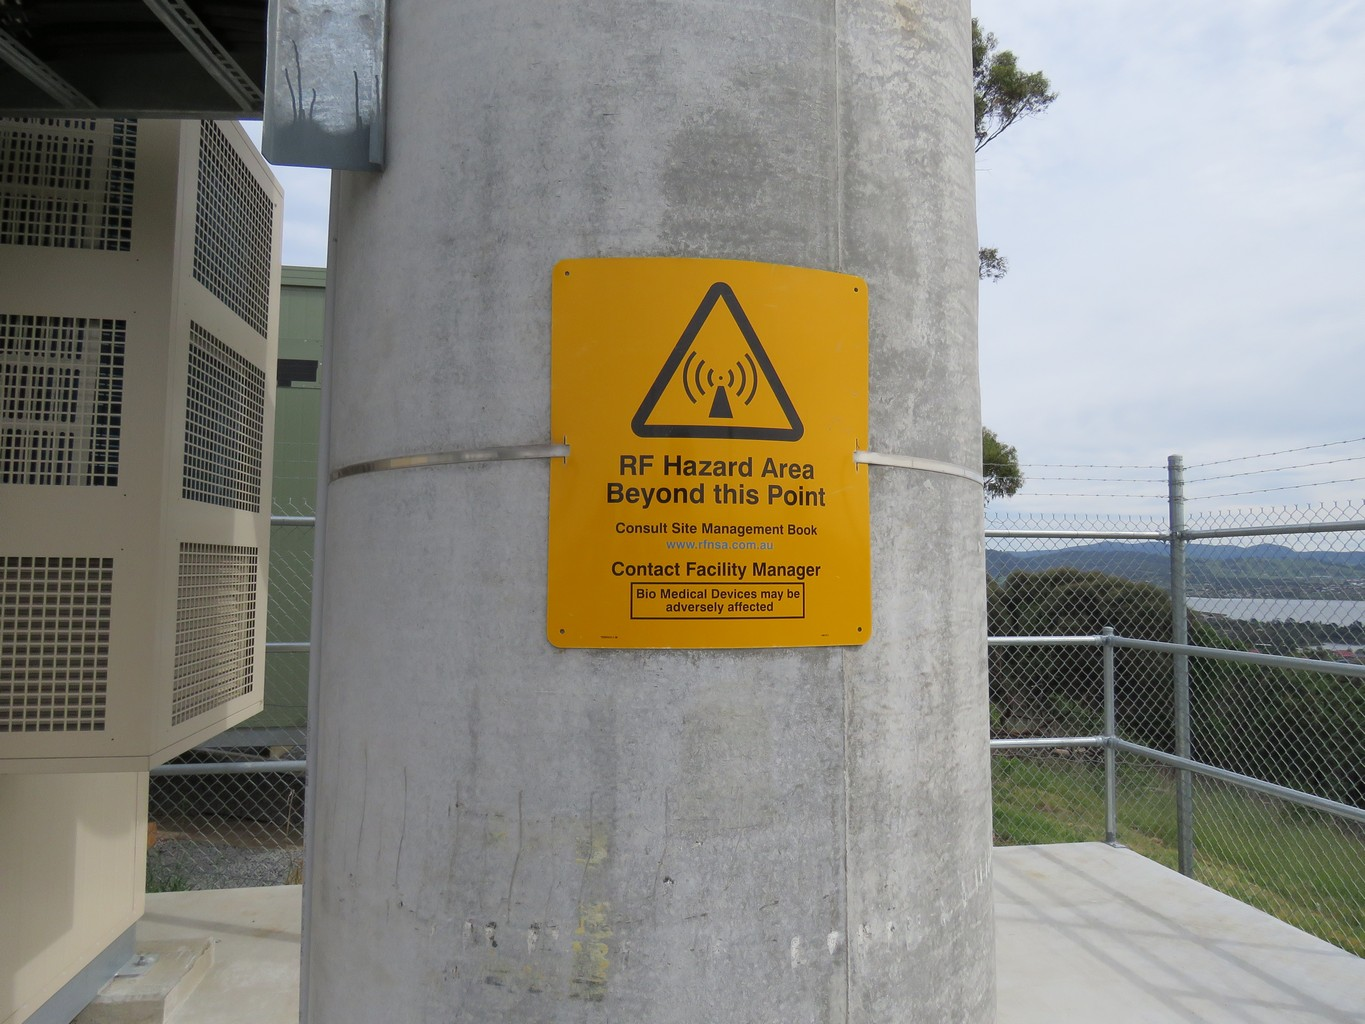 RF Hazard Area
Beyond this Point
Consult Site Management Book
www.rfnsa.com.au
Contact Facility Manager
Bio Medical Devices may be
adversely affected